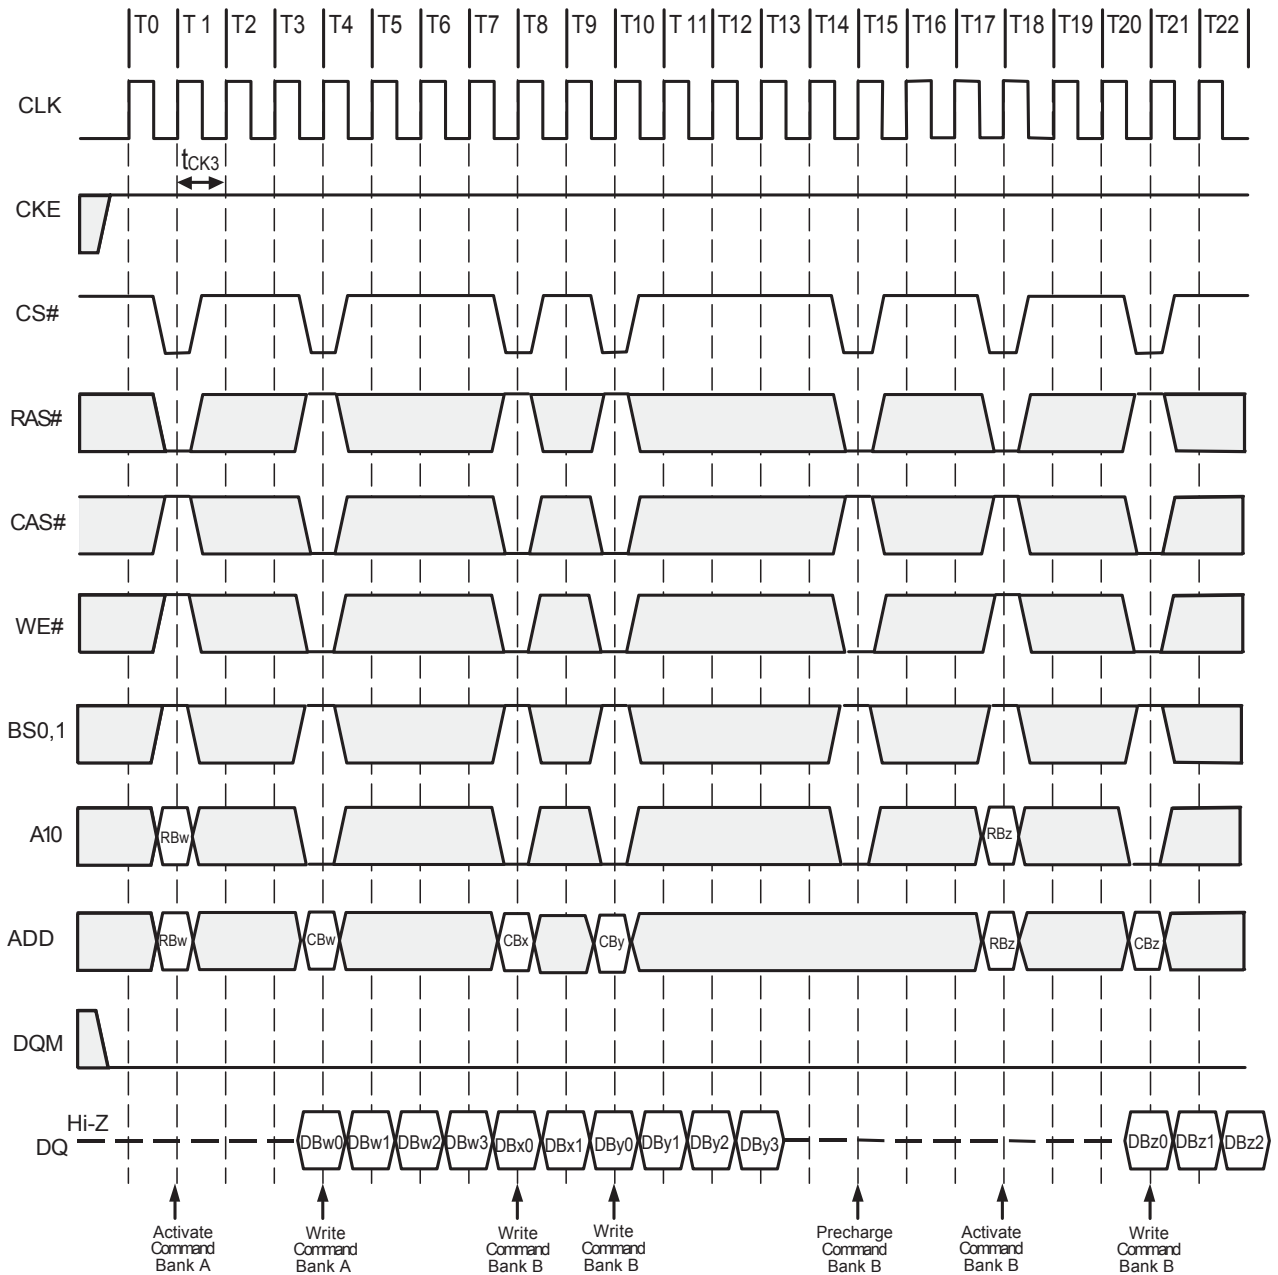 T0 T 1 T2 T3 T4 T5 T6 T7 T8 T9 T10 T 11 T12 T13 T14 T15 T16 T17 T18 T19 T20 T21 T22
CLK
tCK3
CKE
CS#
RAS#
CAS#
WE#
BS0,1
A10 RBw RBz
ADD RBw CBw CBx CBy RBz CBz
DQM
Hi-Z
DQ DBw0 DBw1 DBw2 DBw3 DBx0 DBx1 DBy0 DBy1 DBy2 DBy3 DBz0 DBz1 DBz2
Activate
Command
Bank A
Write
Command
Bank A
Write
Command
Bank B
Write
Command
Bank B
Precharge
Command
Bank B
Activate
Command
Bank B
Write
Command
Bank B